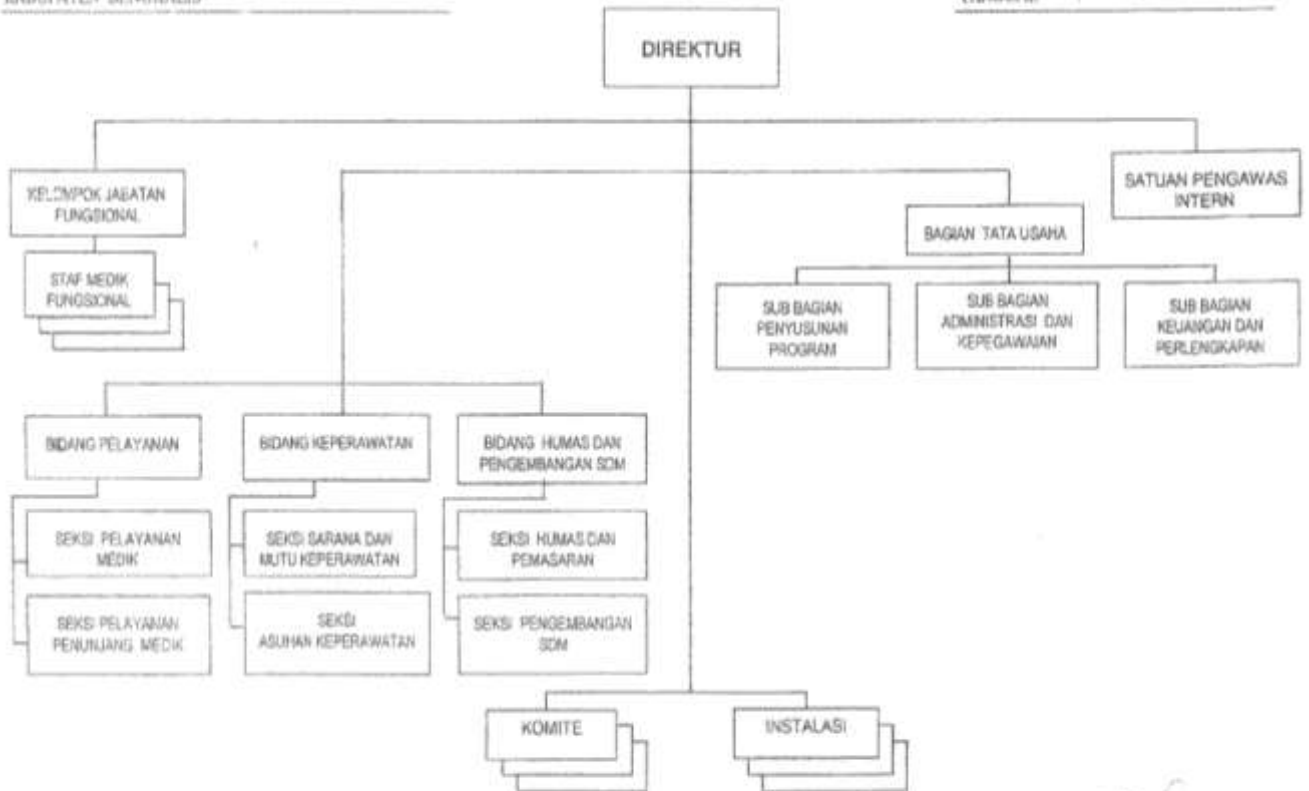 DIREKTUR
KELOMPOK JABATAN
FUNGSIONAL
SATUAN PENGAWAS
INTERN
STAF MEDIK
FUNGSIONAL
BAGIAN TATA USAHA
SUB BAGIAN
PENYUSUNAN
PROGRAM
SUB BAGIAN
ADMINISTRASI DAN
KEPEGAWAIAN
SUB BAGIAN
KEUANGAN DAN
PERLENGKAPAN
BIDANG PELAYANAN
BIDANG KEPERAWATAN
BIDANG HUMAS DAN
PENGEMBANGAN SDM
SEKSI PELAYANAN
MEDIK
SEKSI SARANA DAN
MUTU KEPERAWATAN
SEKSI HUMAS DAN
PEMASARAN
SEKSI PELAYANAN
PENUNJANG MEDIK
SEKSI
ASUHAN KEPERAWATAN
SEKSI PENGEMBANGAN
SDM
KOMITE
INSTALASI